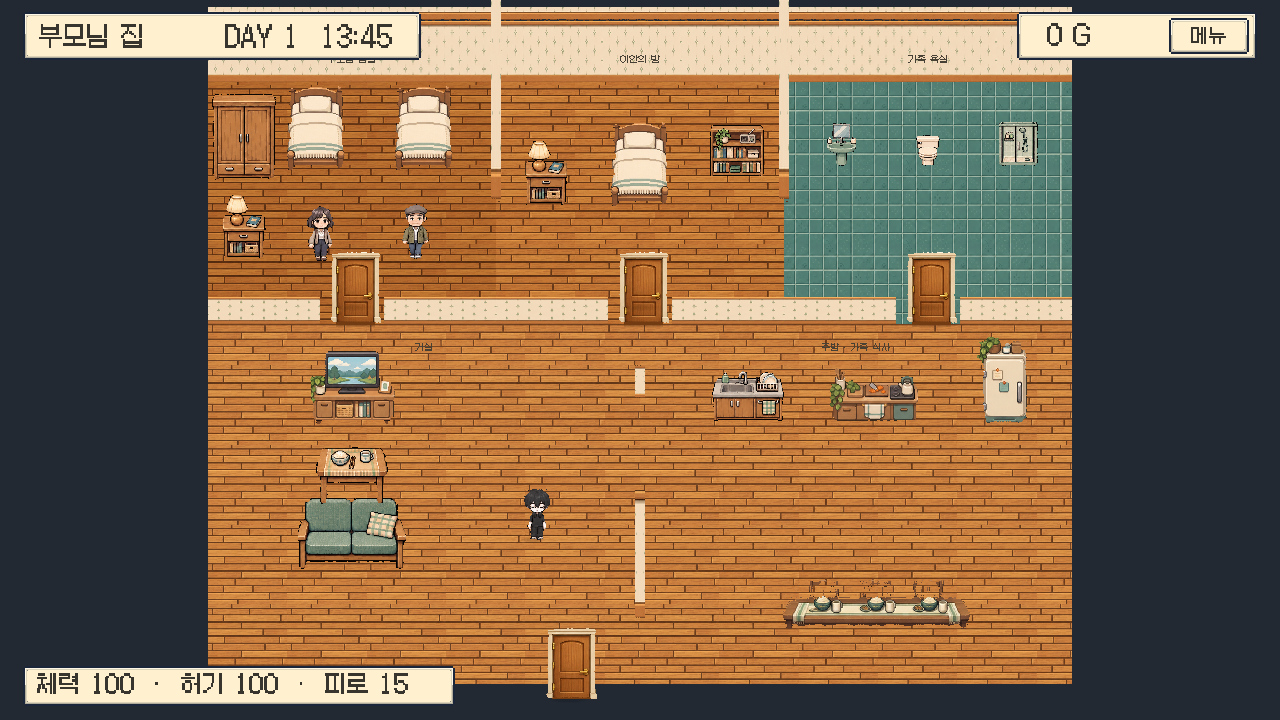 부모님 집 DAY 1 13:45
0 G
메뉴
이안의 방
가족 욕실
거실
주방 · 가족 식사
체력 100 · 허기 100 · 피로 15